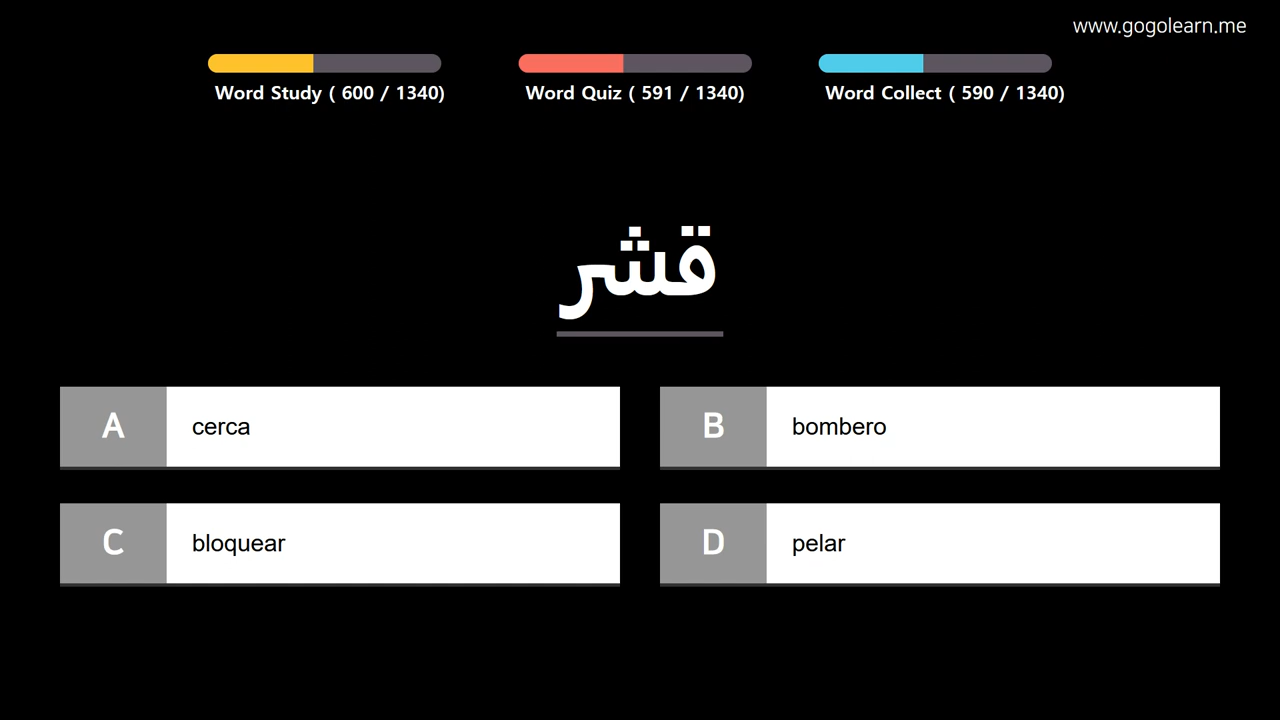 www.gogolearn.me
Word Study ( 600 / 1340)
Word Quiz ( 591 / 1340)
Word Collect ( 590 / 1340)
قشر
A cerca
B bombero
C bloquear
D pelar